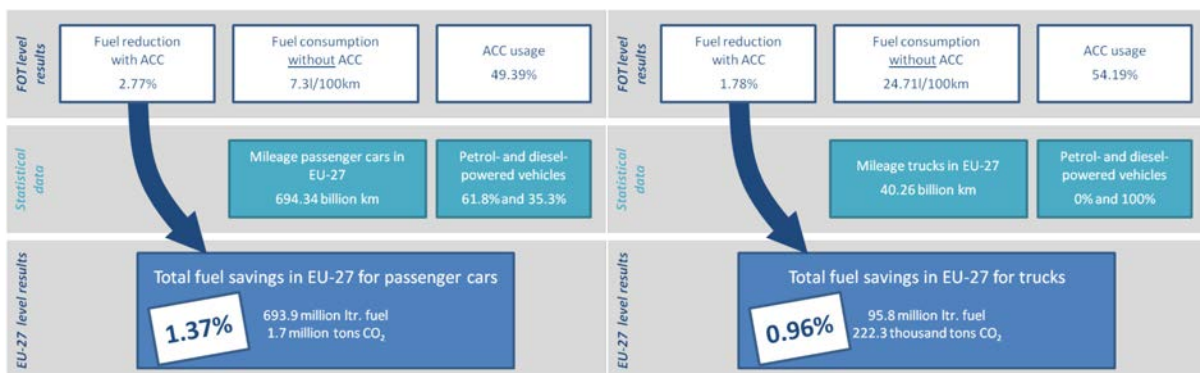 FOT level
results
Fuel reduction
with ACC
2.77%
Fuel consumption
without ACC
7.3l/100km
ACC usage
49.39%
Statistical
data
Mileage passenger cars in
EU-27
694.34 billion km
Petrol- and diesel-
powered vehicles
61.8% and 35.3%
EU-27 level results
Total fuel savings in EU-27 for passenger cars
1.37%
693.9 million ltr. fuel
1.7 million tons CO₂
FOT level
results
Fuel reduction
with ACC
1.78%
Fuel consumption
without ACC
24.71l/100km
ACC usage
54.19%
Statistical
data
Mileage trucks in EU-27
40.26 billion km
Petrol- and diesel-
powered vehicles
0% and 100%
EU-27 level results
Total fuel savings in EU-27 for trucks
0.96%
95.8 million ltr. fuel
222.3 thousand tons CO₂